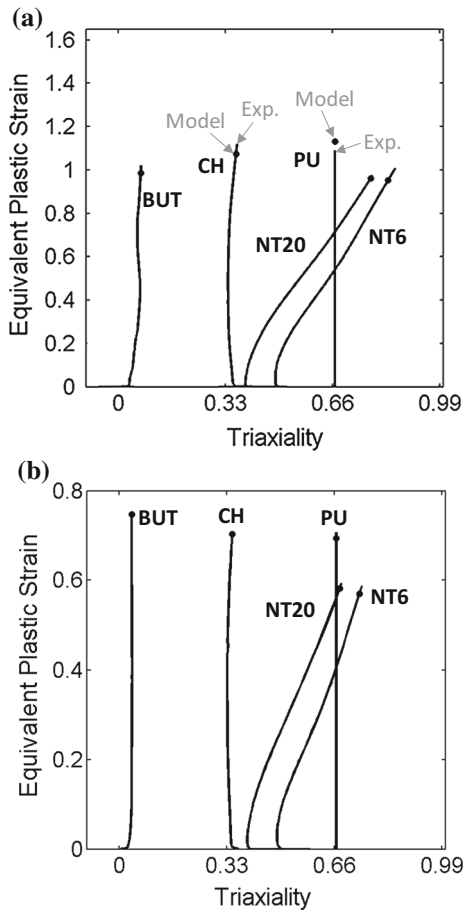 (a)
1.6
1.4
1.2
1
0.8
0.6
0.4
0.2
0
Equivalent Plastic Strain
Model
Exp.
Model
Exp.
BUT
CH
PU
NT20
NT6
0 0.33 0.66 0.99
Triaxiality
(b)
0.8
0.6
0.4
0.2
0
Equivalent Plastic Strain
BUT
CH
PU
NT20
NT6
0 0.33 0.66 0.99
Triaxiality